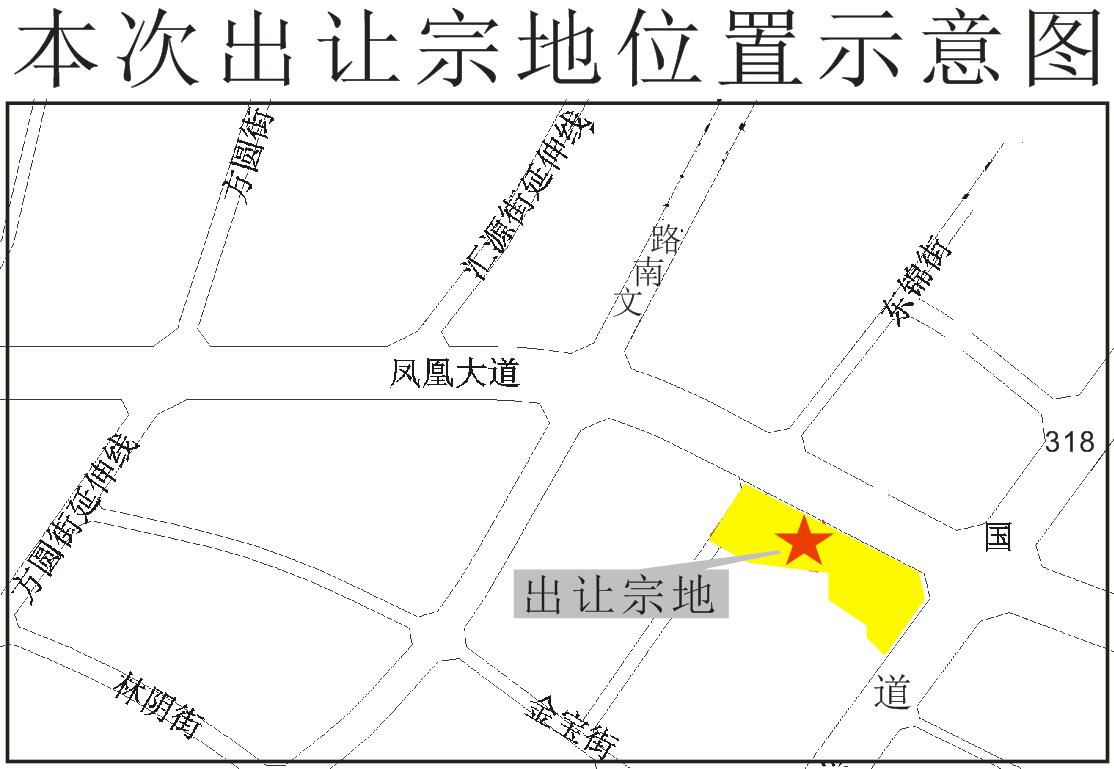 本次出让宗地位置示意图
方圆街
汇源街延伸线
文南路
东锦街
凤凰大道
318
国
道
方圆街延伸线
出让宗地
林阴街
金宝街